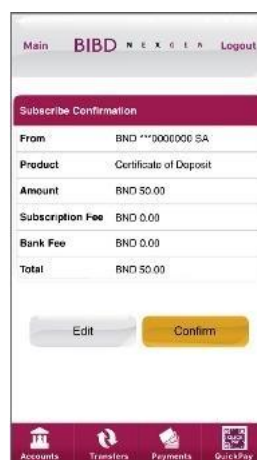 Main BIBD NEXGEN Logout
Subscribe Confirmation
From BND ***0000000 SA
Product Certificate of Deposit
Amount BND 50.00
Subscription Fee BND 0.00
Bank Fee BND 0.00
Total BND 50.00
Edit Confirm
Accounts Transfers Payments QuickPay